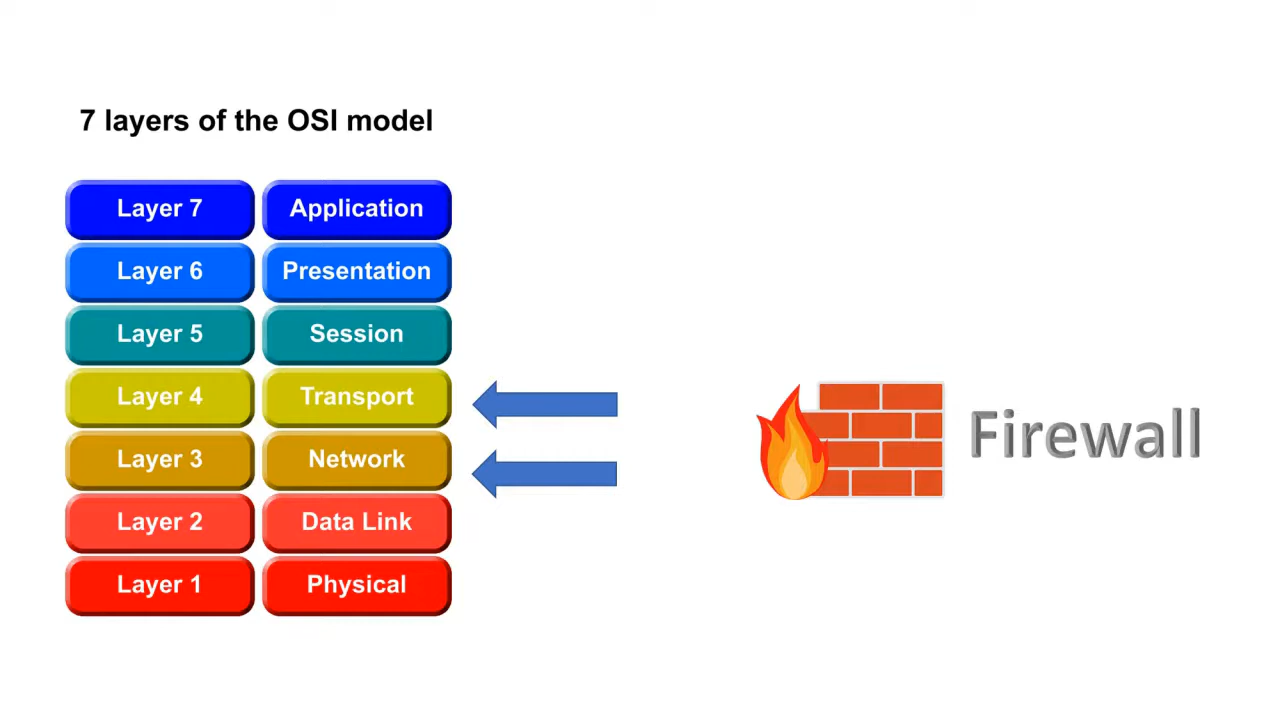 7 layers of the OSI model
Layer 7 Application
Layer 6 Presentation
Layer 5 Session
Layer 4 Transport
Layer 3 Network
Layer 2 Data Link
Layer 1 Physical
Firewall